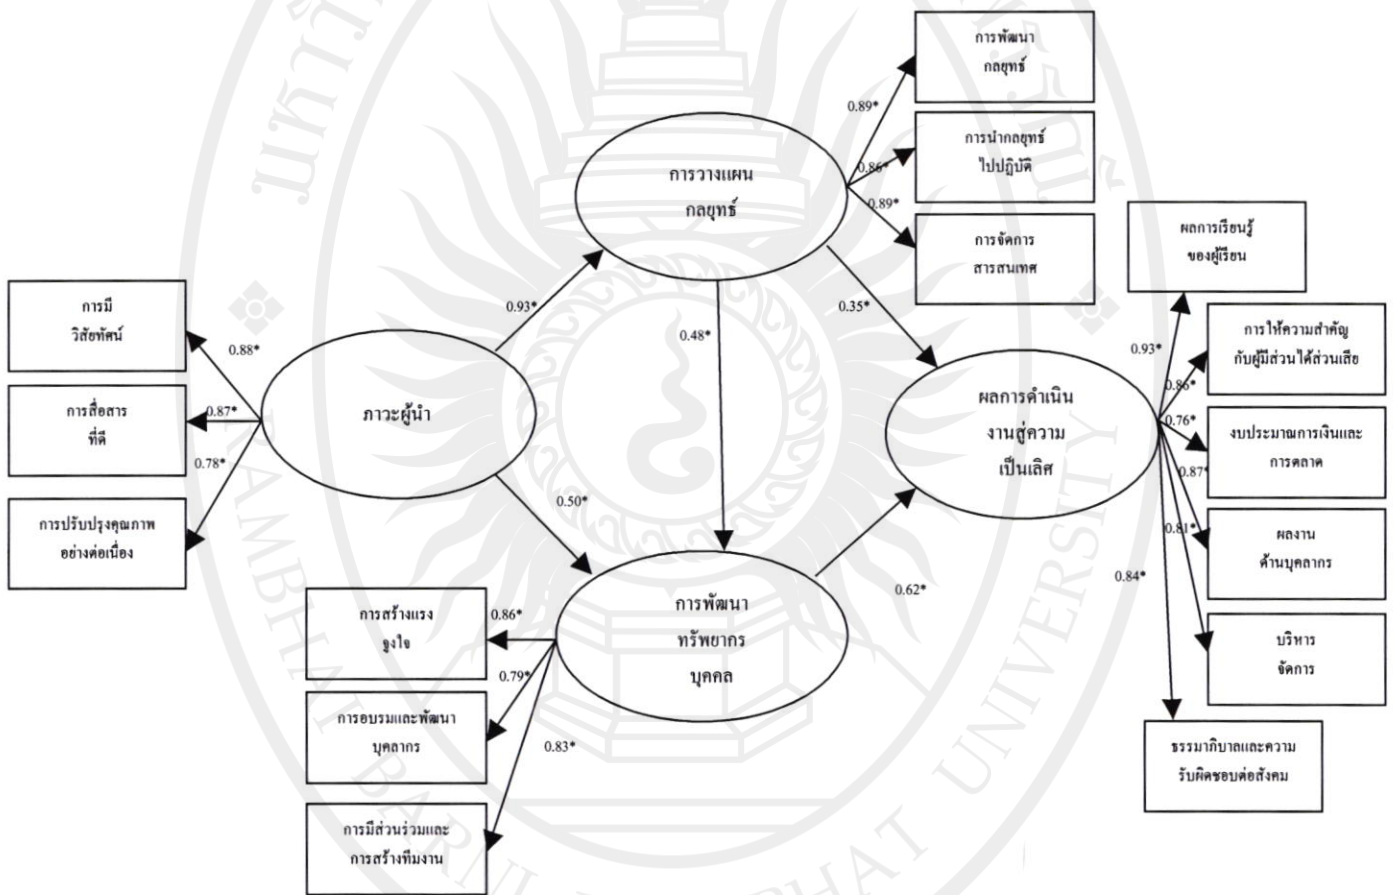 การพัฒนา
กลยุทธ์
0.89*
การนำกลยุทธ์
ไปปฏิบัติ
0.86*
0.89*
การจัดการ
สารสนเทศ
การวางแผน
กลยุทธ์
ผลการเรียนรู้
ของผู้เรียน
การมี
วิสัยทัศน์
0.88*
การสื่อสาร
ที่ดี
0.87*
0.78*
การปรับปรุงคุณภาพ
อย่างต่อเนื่อง
ภาวะผู้นำ
0.93*
0.48*
0.35*
0.50*
0.62*
ผลการดำเนิน
งานสู่ความ
เป็นเลิศ
0.93*
การให้ความสำคัญ
กับผู้มีส่วนได้ส่วนเสีย
0.86*
0.76*
งบประมาณการเงินและ
การตลาด
0.87*
ผลงาน
ด้านบุคลากร
0.81*
0.84*
บริหาร
จัดการ
ธรรมาภิบาลและความ
รับผิดชอบต่อสังคม
การพัฒนา
ทรัพยากร
บุคคล
การสร้างแรง
จูงใจ
0.86*
0.79*
การอบรมและพัฒนา
บุคลากร
0.83*
การมีส่วนร่วมและ
การสร้างทีมงาน
UNIVERSITY